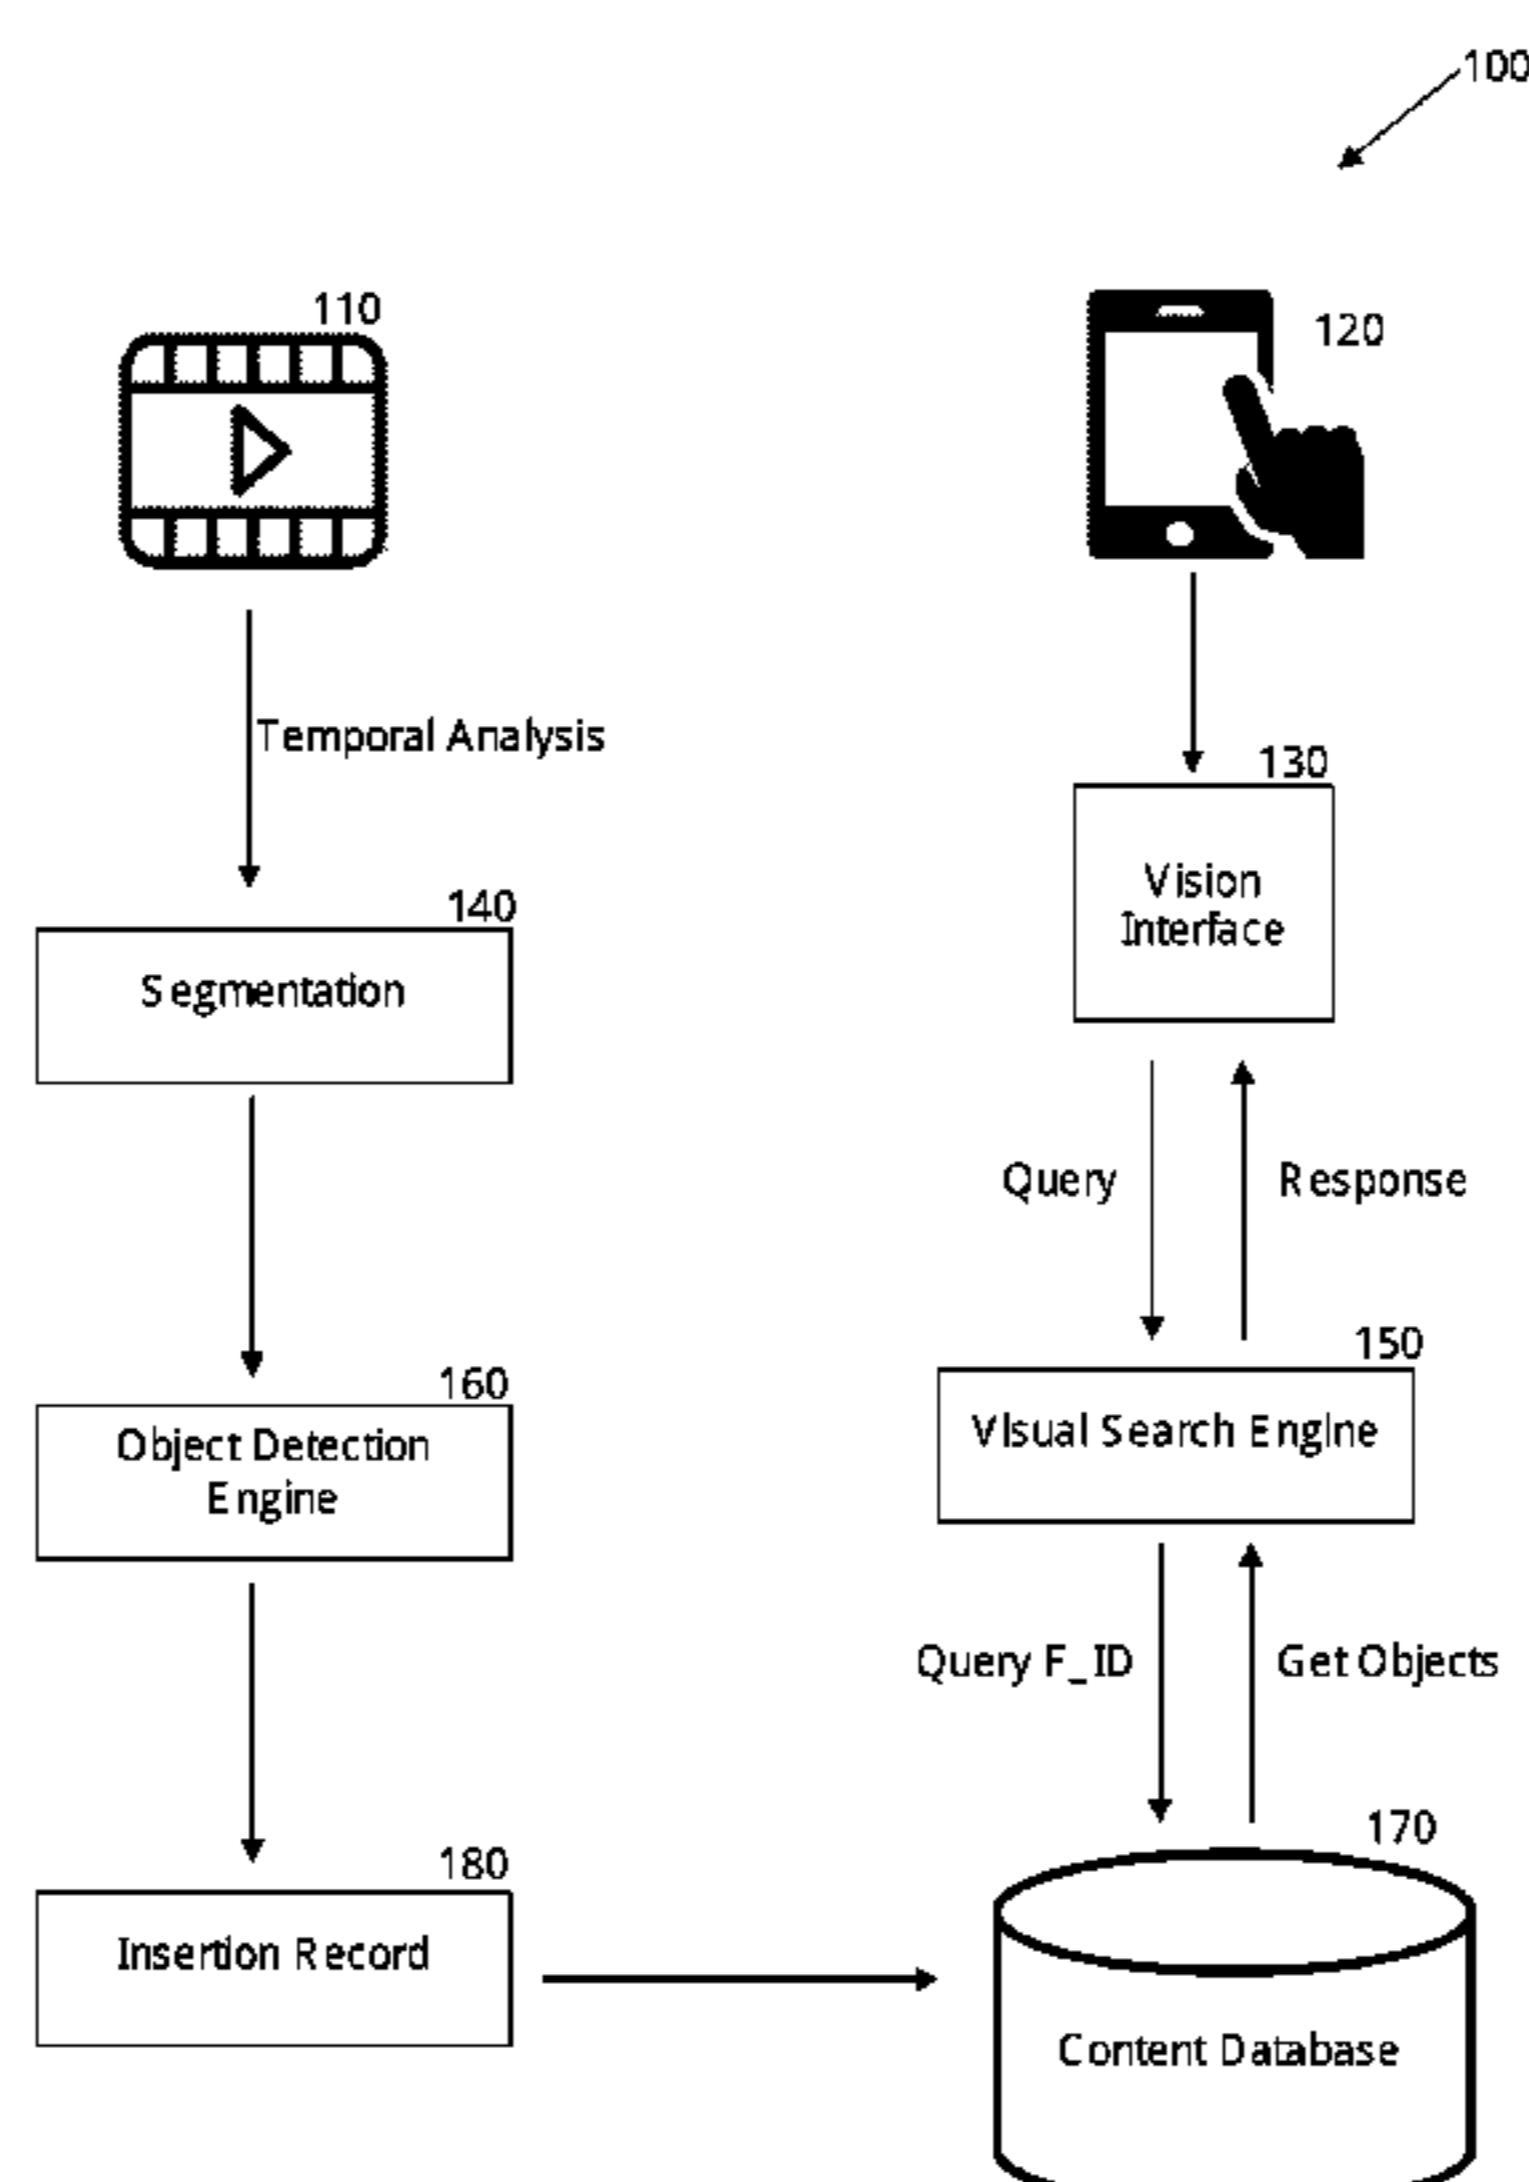 100
110
120
Temporal Analysis
130
Vision
Interface
140
Segmentation
Query
Response
150
Visual Search Engine
160
Object Detection
Engine
Query F_ID
Get Objects
170
180
Insertion Record
Content Database